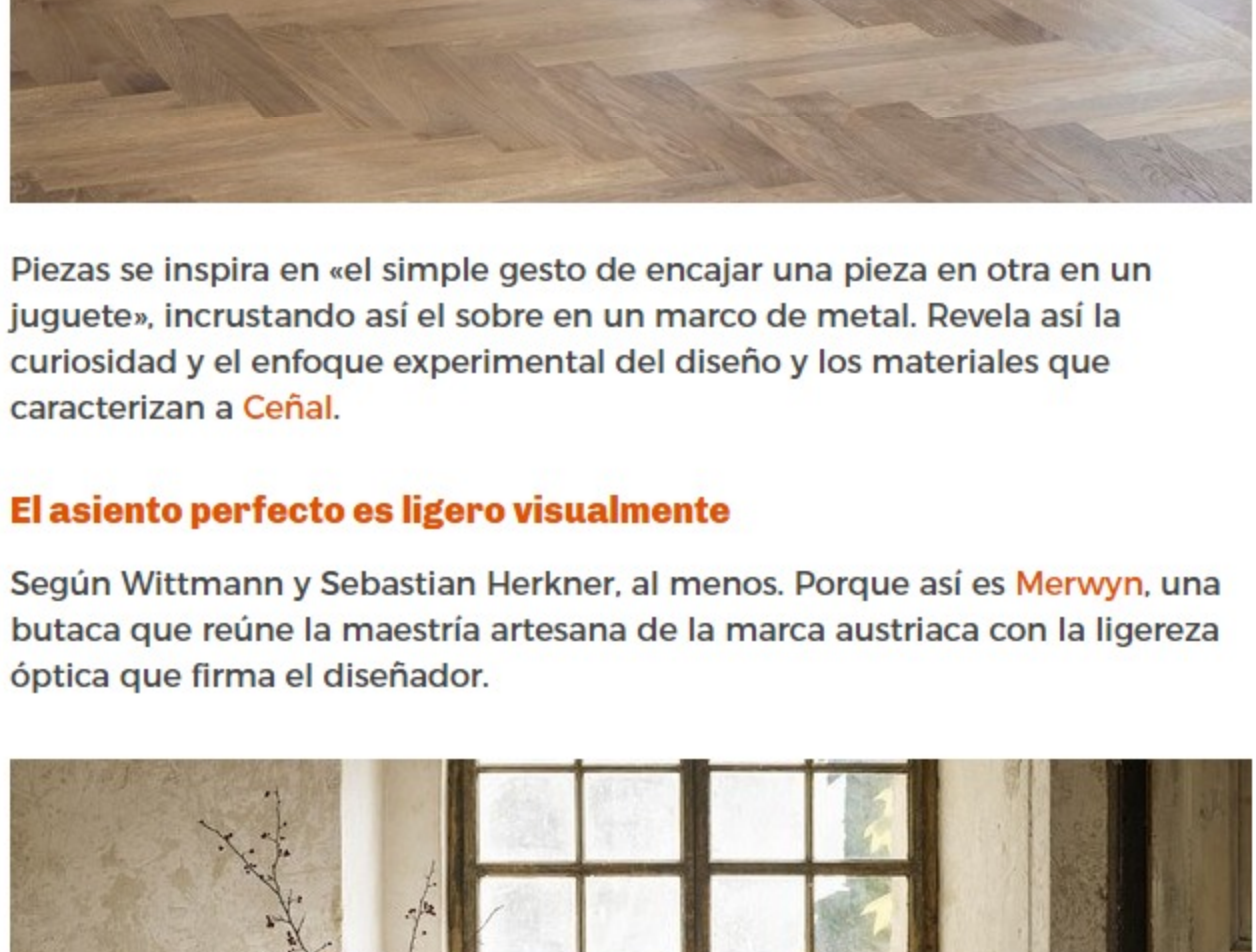 Piezas se inspira en «el simple gesto de encajar una pieza en otra en un
juguete», incrustando así el sobre en un marco de metal. Revela así la
curiosidad y el enfoque experimental del diseño y los materiales que
caracterizan a Ceñal.
El asiento perfecto es ligero visualmente
Según Wittmann y Sebastian Herkner, al menos. Porque así es Merwyn, una
butaca que reúne la maestría artesana de la marca austriaca con la ligereza
óptica que firma el diseñador.